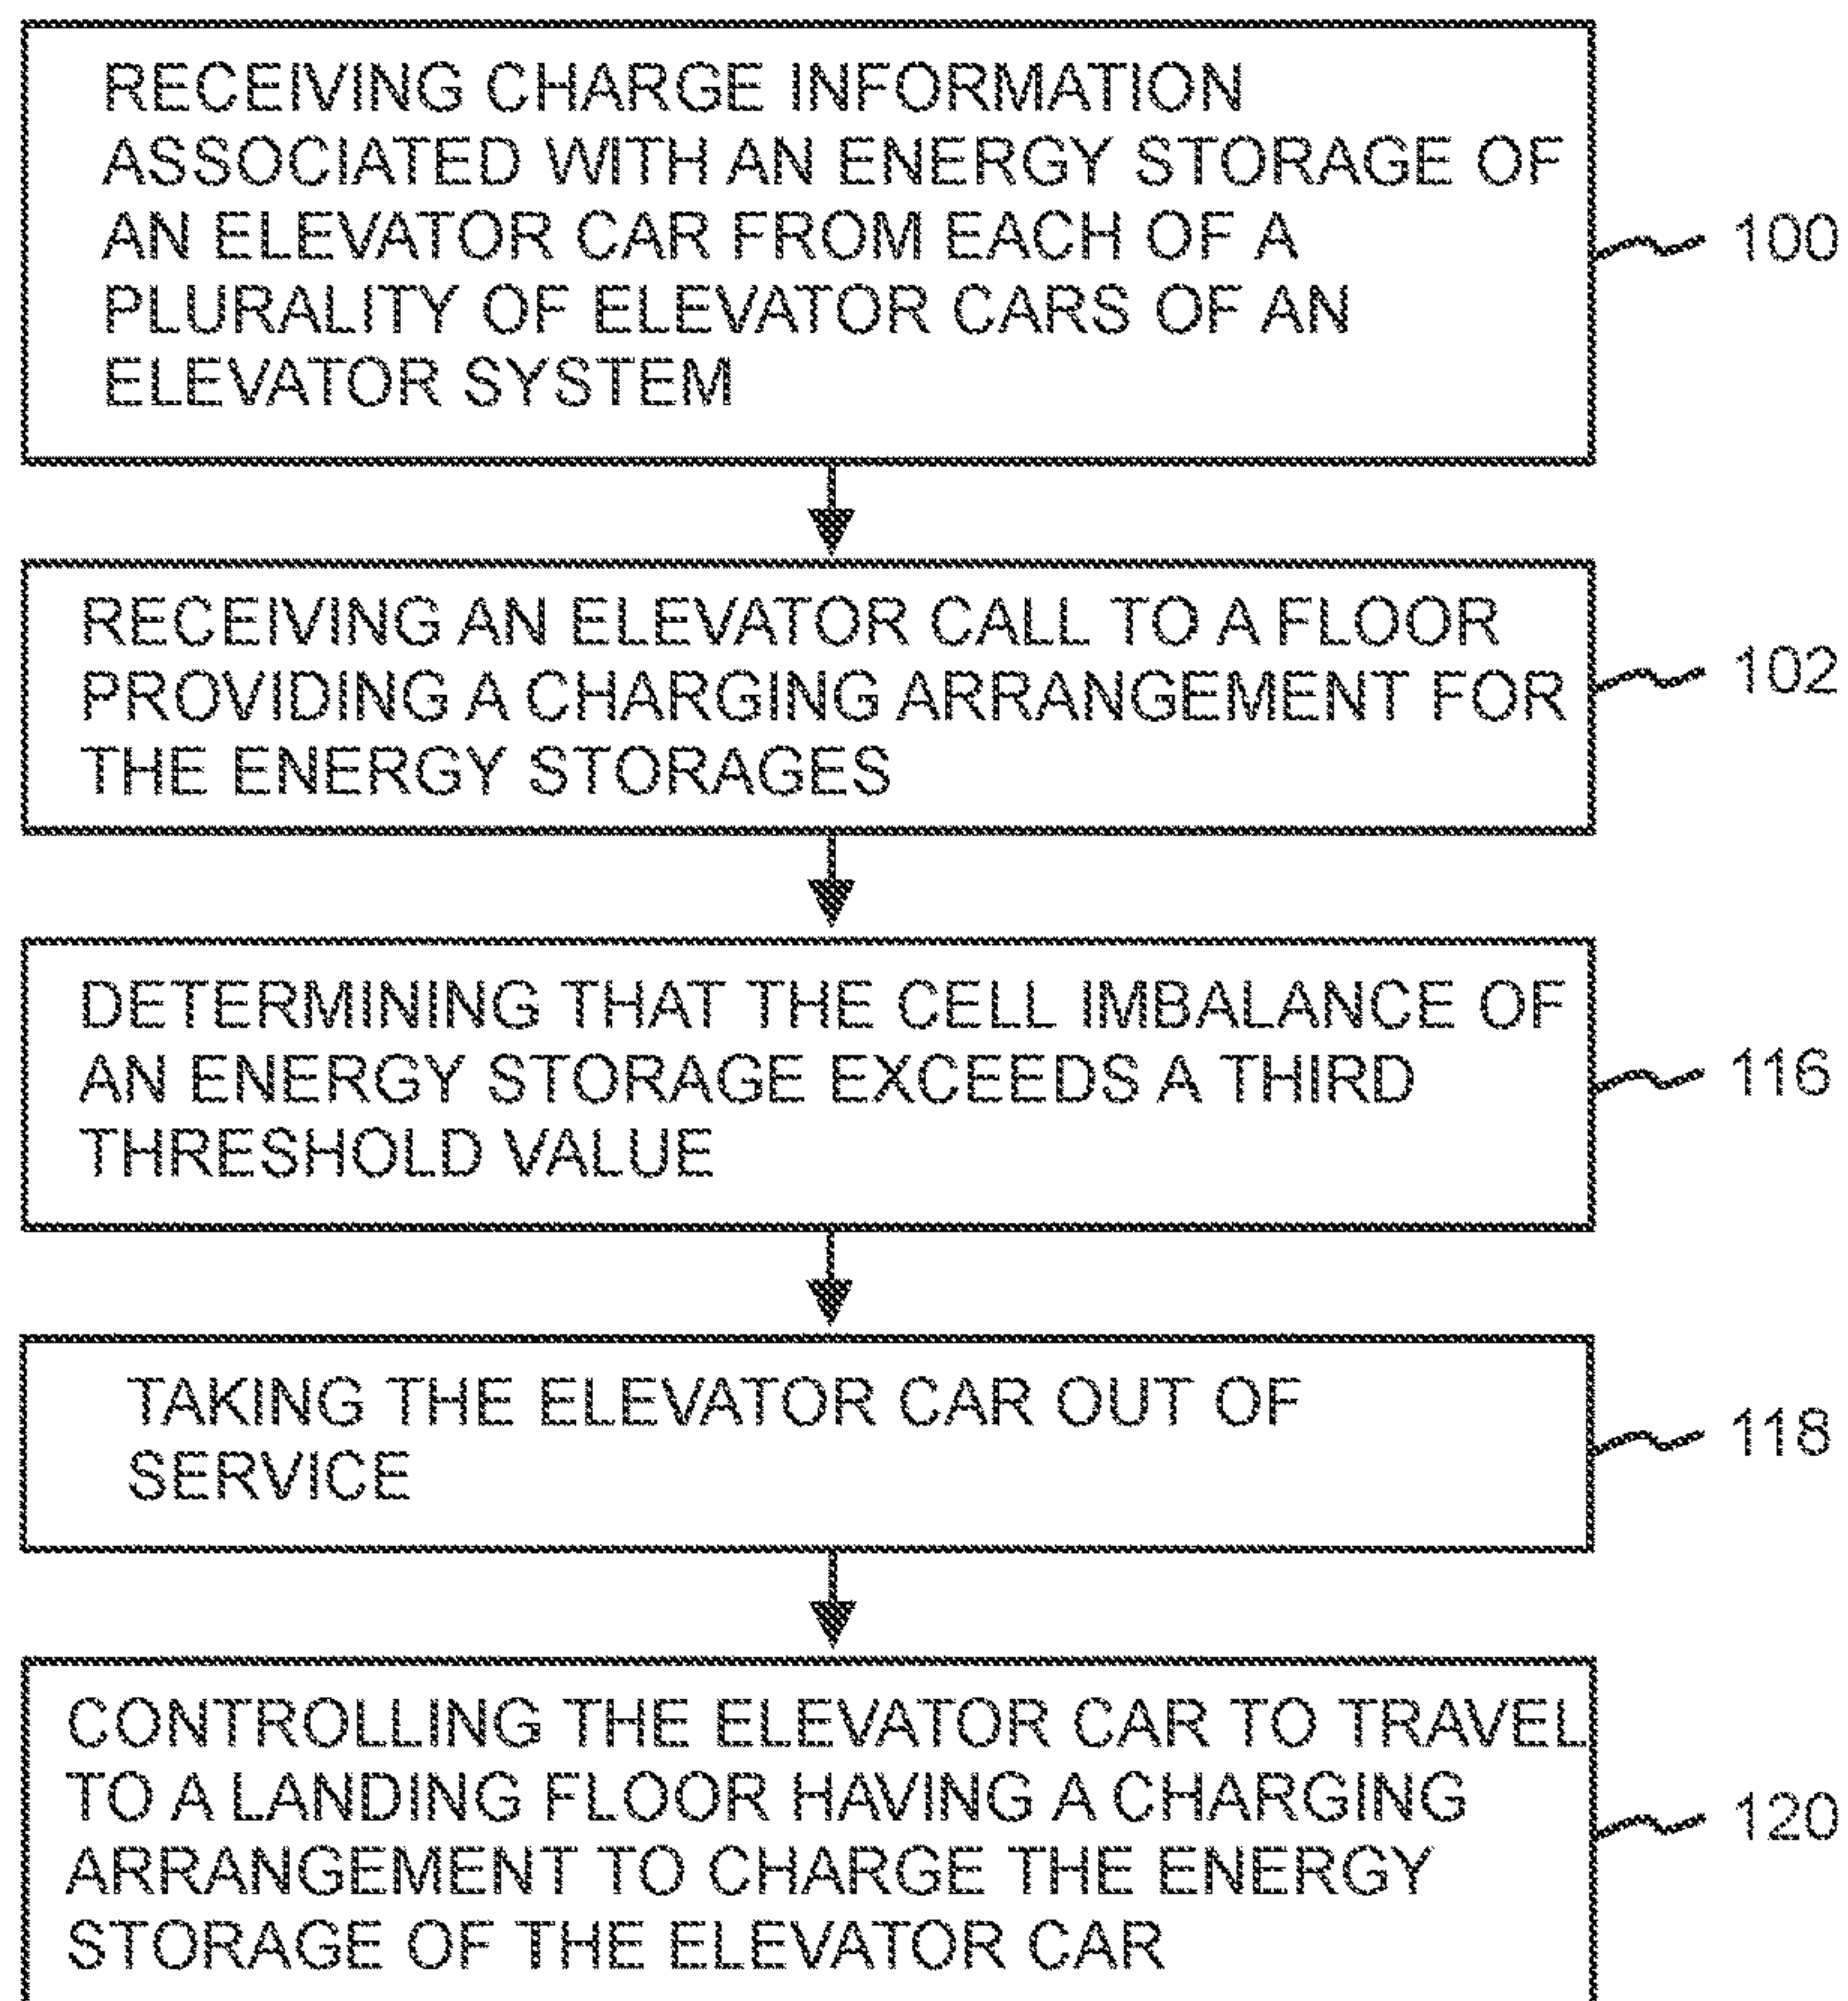 RECEIVING CHARGE INFORMATION
ASSOCIATED WITH AN ENERGY STORAGE OF
AN ELEVATOR CAR FROM EACH OF A
PLURALITY OF ELEVATOR CARS OF AN
ELEVATOR SYSTEM
100
RECEIVING AN ELEVATOR CALL TO A FLOOR
PROVIDING A CHARGING ARRANGEMENT FOR
THE ENERGY STORAGES
102
DETERMINING THAT THE CELL IMBALANCE OF
AN ENERGY STORAGE EXCEEDS A THIRD
THRESHOLD VALUE
116
TAKING THE ELEVATOR CAR OUT OF
SERVICE
118
CONTROLLING THE ELEVATOR CAR TO TRAVEL
TO A LANDING FLOOR HAVING A CHARGING
ARRANGEMENT TO CHARGE THE ENERGY
STORAGE OF THE ELEVATOR CAR
120